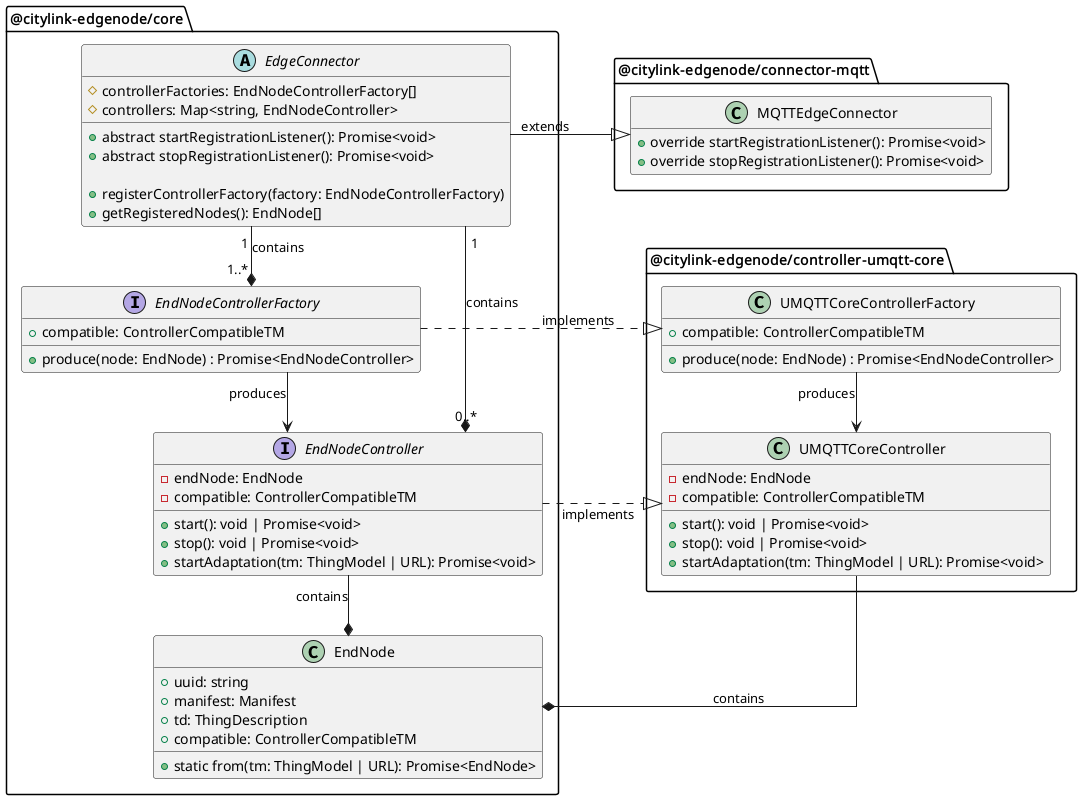 @citylink-edgenode/core
A EdgeConnector
controllerFactories: EndNodeControllerFactory[]
controllers: Map<string, EndNodeController>
abstract startRegistrationListener(): Promise<void>
abstract stopRegistrationListener(): Promise<void>
registerControllerFactory(factory: EndNodeControllerFactory)
getRegisteredNodes(): EndNode[]
extends
@citylink-edgenode/connector-mqtt
C MQTTEdgeConnector
override startRegistrationListener(): Promise<void>
override stopRegistrationListener(): Promise<void>
1
contains
1..*
1
contains
0..*
I EndNodeControllerFactory
compatible: ControllerCompatibleTM
produce(node: EndNode) : Promise<EndNodeController>
implements
@citylink-edgenode/controller-umqtt-core
C UMQTTCoreControllerFactory
compatible: ControllerCompatibleTM
produce(node: EndNode) : Promise<EndNodeController>
produces
produces
I EndNodeController
endNode: EndNode
compatible: ControllerCompatibleTM
start(): void | Promise<void>
stop(): void | Promise<void>
startAdaptation(tm: ThingModel | URL): Promise<void>
implements
C UMQTTCoreController
endNode: EndNode
compatible: ControllerCompatibleTM
start(): void | Promise<void>
stop(): void | Promise<void>
startAdaptation(tm: ThingModel | URL): Promise<void>
contains
C EndNode
uuid: string
manifest: Manifest
td: ThingDescription
compatible: ControllerCompatibleTM
static from(tm: ThingModel | URL): Promise<EndNode>
contains